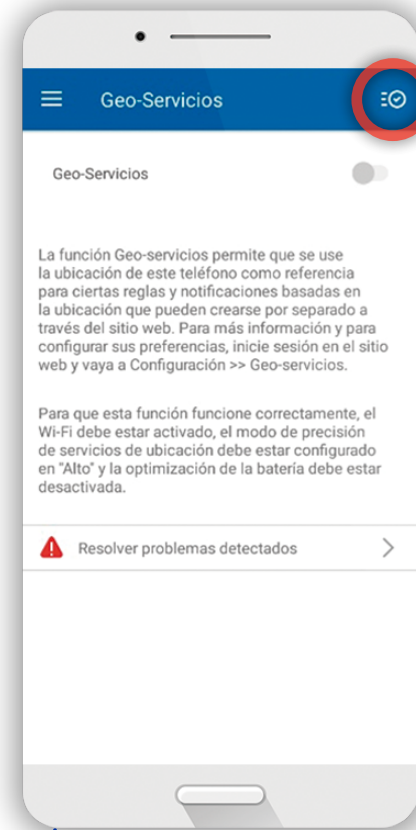 Geo-Servicios
Geo-Servicios
La función Geo-servicios permite que se use
la ubicación de este teléfono como referencia
para ciertas reglas y notificaciones basadas en
la ubicación que pueden crearse por separado a
través del sitio web. Para más información y para
configurar sus preferencias, inicie sesión en el sitio
web y vaya a Configuración >> Geo-servicios.
Para que esta función funcione correctamente, el
Wi-Fi debe estar activado, el modo de precisión
de servicios de ubicación debe estar configurado
en "Alto" y la optimización de la batería debe estar
desactivada.
Resolver problemas detectados